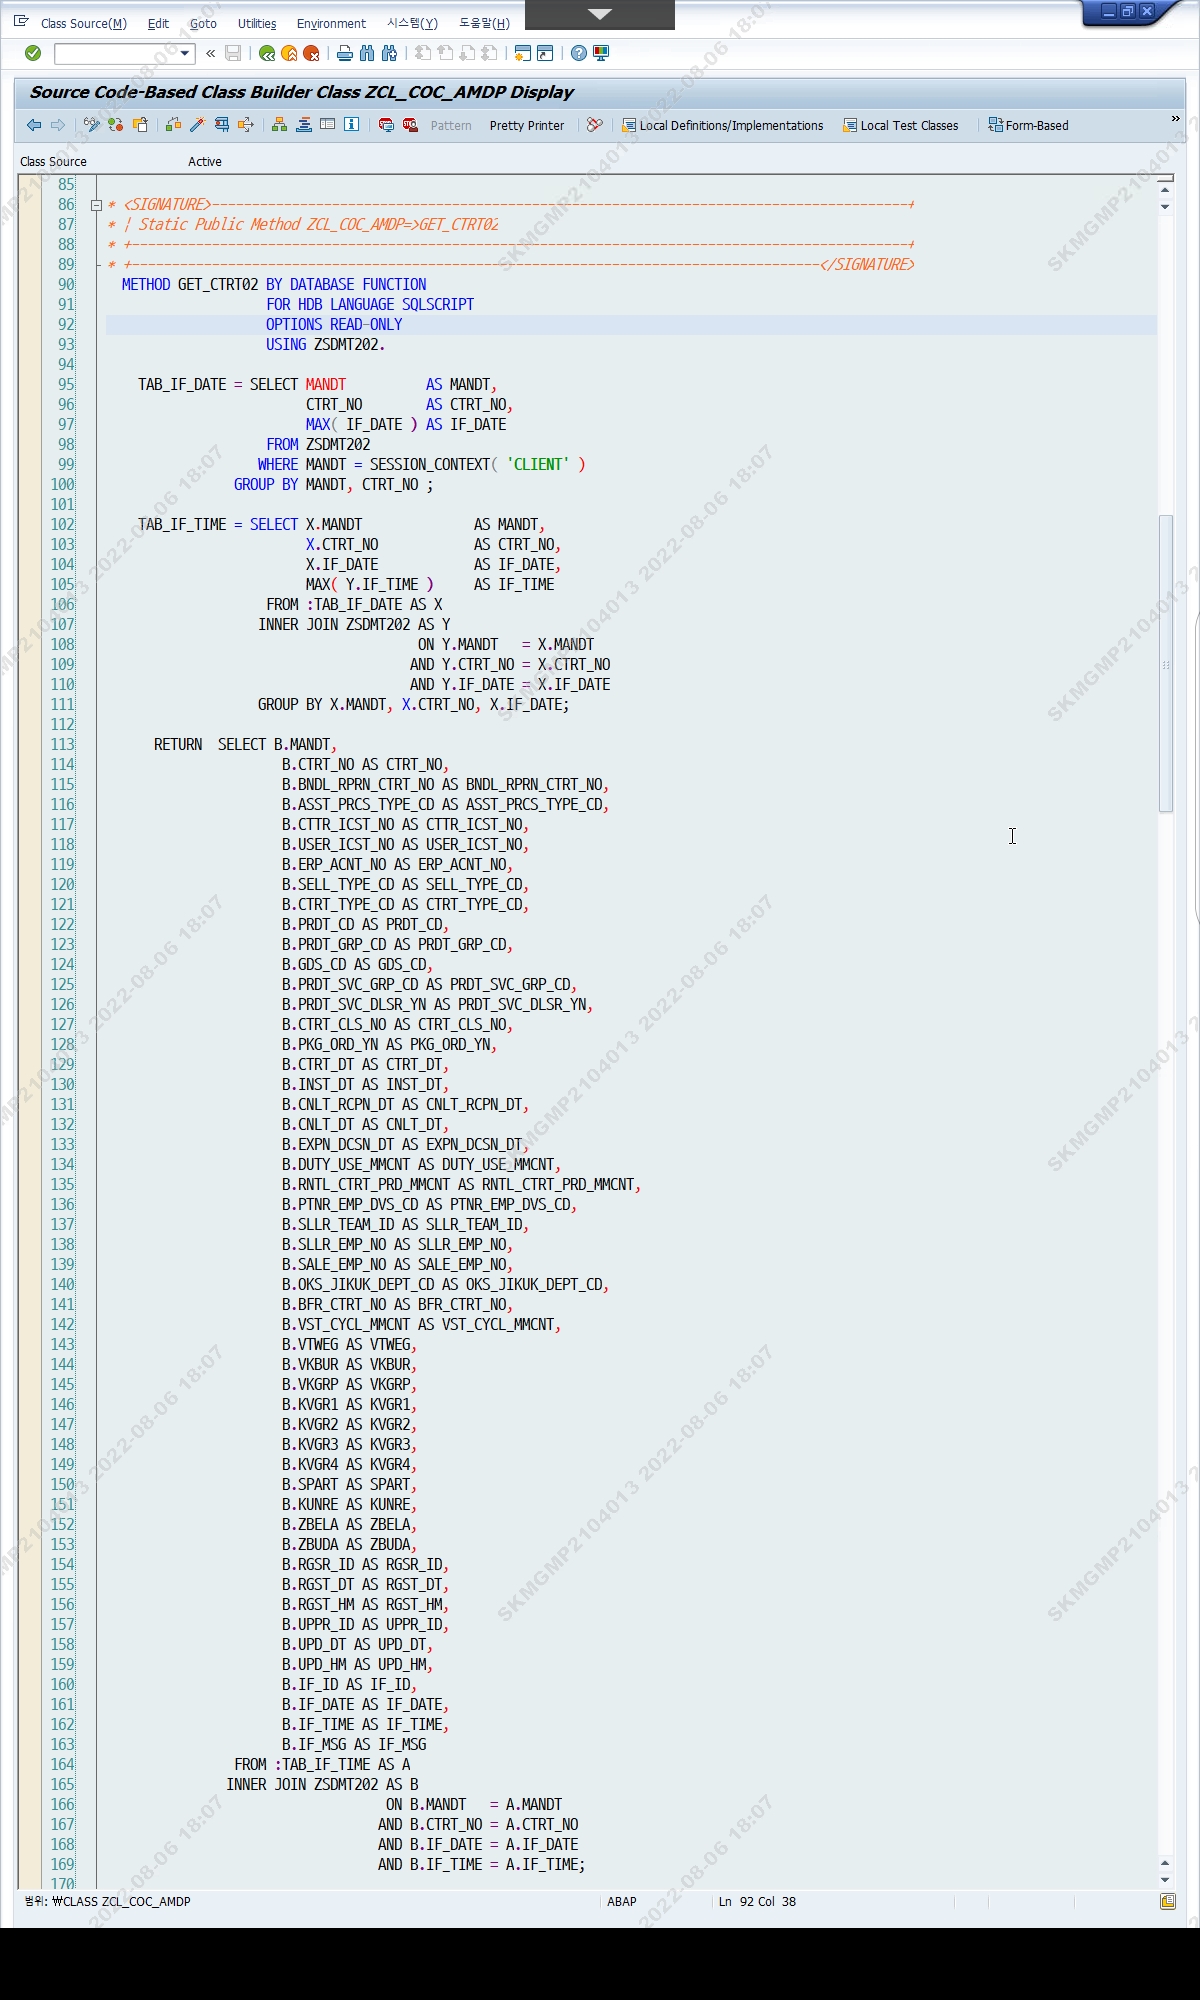 Class Source(M) Edit Goto Utilities Environment 시스템(Y) 도움말(H)
Source Code-Based Class Builder Class ZCL_COC_AMDP Display
Pattern Pretty Printer Local Definitions/Implementations Local Test Classes Form-Based
Class Source Active
85
86 * <SIGNATURE>---------------------------------------------------------------------------------------+
87 * | Static Public Method ZCL_COC_AMDP=>GET_CTRT02
88 * +-------------------------------------------------------------------------------------------------+
89 * +--------------------------------------------------------------------------------------</SIGNATURE>
90 METHOD GET_CTRT02 BY DATABASE FUNCTION
91 FOR HDB LANGUAGE SQLSCRIPT
92 OPTIONS READ-ONLY
93 USING ZSDMT202.
94
95 TAB_IF_DATE = SELECT MANDT AS MANDT,
96 CTRT_NO AS CTRT_NO,
97 MAX( IF_DATE ) AS IF_DATE
98 FROM ZSDMT202
99 WHERE MANDT = SESSION_CONTEXT( 'CLIENT' )
100 GROUP BY MANDT, CTRT_NO ;
101
102 TAB_IF_TIME = SELECT X.MANDT AS MANDT,
103 X.CTRT_NO AS CTRT_NO,
104 X.IF_DATE AS IF_DATE,
105 MAX( Y.IF_TIME ) AS IF_TIME
106 FROM :TAB_IF_DATE AS X
107 INNER JOIN ZSDMT202 AS Y
108 ON Y.MANDT = X.MANDT
109 AND Y.CTRT_NO = X.CTRT_NO
110 AND Y.IF_DATE = X.IF_DATE
111 GROUP BY X.MANDT, X.CTRT_NO, X.IF_DATE;
112
113 RETURN SELECT B.MANDT,
114 B.CTRT_NO AS CTRT_NO,
115 B.BNDL_RPRN_CTRT_NO AS BNDL_RPRN_CTRT_NO,
116 B.ASST_PRCS_TYPE_CD AS ASST_PRCS_TYPE_CD,
117 B.CTTR_ICST_NO AS CTTR_ICST_NO,
118 B.USER_ICST_NO AS USER_ICST_NO,
119 B.ERP_ACNT_NO AS ERP_ACNT_NO,
120 B.SELL_TYPE_CD AS SELL_TYPE_CD,
121 B.CTRT_TYPE_CD AS CTRT_TYPE_CD,
122 B.PRDT_CD AS PRDT_CD,
123 B.PRDT_GRP_CD AS PRDT_GRP_CD,
124 B.GDS_CD AS GDS_CD,
125 B.PRDT_SVC_GRP_CD AS PRDT_SVC_GRP_CD,
126 B.PRDT_SVC_DLSR_YN AS PRDT_SVC_DLSR_YN,
127 B.CTRT_CLS_NO AS CTRT_CLS_NO,
128 B.PKG_ORD_YN AS PKG_ORD_YN,
129 B.CTRT_DT AS CTRT_DT,
130 B.INST_DT AS INST_DT,
131 B.CNLT_RCPN_DT AS CNLT_RCPN_DT,
132 B.CNLT_DT AS CNLT_DT,
133 B.EXPN_DCSN_DT AS EXPN_DCSN_DT,
134 B.DUTY_USE_MMCNT AS DUTY_USE_MMCNT,
135 B.RNTL_CTRT_PRD_MMCNT AS RNTL_CTRT_PRD_MMCNT,
136 B.PTNR_EMP_DVS_CD AS PTNR_EMP_DVS_CD,
137 B.SLLR_TEAM_ID AS SLLR_TEAM_ID,
138 B.SLLR_EMP_NO AS SLLR_EMP_NO,
139 B.SALE_EMP_NO AS SALE_EMP_NO,
140 B.OKS_JIKUK_DEPT_CD AS OKS_JIKUK_DEPT_CD,
141 B.BFR_CTRT_NO AS BFR_CTRT_NO,
142 B.VST_CYCL_MMCNT AS VST_CYCL_MMCNT,
143 B.VTWEG AS VTWEG,
144 B.VKBUR AS VKBUR,
145 B.VKGRP AS VKGRP,
146 B.KVGR1 AS KVGR1,
147 B.KVGR2 AS KVGR2,
148 B.KVGR3 AS KVGR3,
149 B.KVGR4 AS KVGR4,
150 B.SPART AS SPART,
151 B.KUNRE AS KUNRE,
152 B.ZBELA AS ZBELA,
153 B.ZBUDA AS ZBUDA,
154 B.RGSR_ID AS RGSR_ID,
155 B.RGST_DT AS RGST_DT,
156 B.RGST_HM AS RGST_HM,
157 B.UPPR_ID AS UPPR_ID,
158 B.UPD_DT AS UPD_DT,
159 B.UPD_HM AS UPD_HM,
160 B.IF_ID AS IF_ID,
161 B.IF_DATE AS IF_DATE,
162 B.IF_TIME AS IF_TIME,
163 B.IF_MSG AS IF_MSG
164 FROM :TAB_IF_TIME AS A
165 INNER JOIN ZSDMT202 AS B
166 ON B.MANDT = A.MANDT
167 AND B.CTRT_NO = A.CTRT_NO
168 AND B.IF_DATE = A.IF_DATE
169 AND B.IF_TIME = A.IF_TIME;
170
범위: ₩CLASS ZCL_COC_AMDP ABAP Ln 92 Col 38
SKMGMP2104013 2022-08-06 18:07